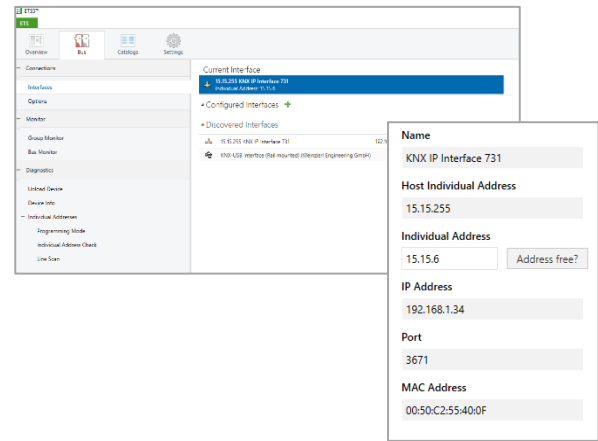 ETS5™
ETS
Overview
Bus
Catalogs
Settings
Connections
Interfaces
Options
Monitor
Group Monitor
Bus Monitor
Diagnostics
Unload Device
Device Info
Individual Addresses
Programming Mode
Individual Address Check
Line Scan
Current Interface
15.15.255 KNX IP Interface 731
Individual Address: 15.15.6
Configured Interfaces +
Discovered Interfaces
15.15.255 KNX IP Interface 731
KNX-USB Interface (Rail mounted) (Weinzierl Engineering GmbH)
Name
KNX IP Interface 731
Host Individual Address
15.15.255
Individual Address
15.15.6 Address free?
IP Address
192.168.1.34
Port
3671
MAC Address
00:50:C2:55:40:0F